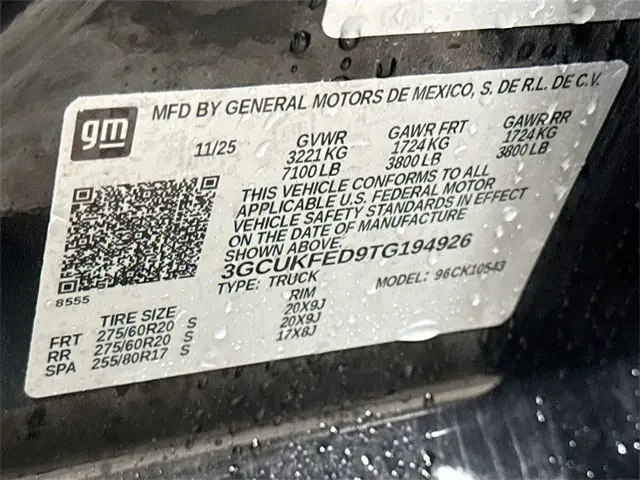 gm
MFD BY GENERAL MOTORS DE MEXICO, S. DE R.L. DE C.V.
11/25 GVWR GAWR FRT GAWR RR
3221 KG 1724 KG 1724 KG
7100 LB 3800 LB 3800 LB
THIS VEHICLE CONFORMS TO ALL
APPLICABLE U.S. FEDERAL MOTOR
VEHICLE SAFETY STANDARDS IN EFFECT
ON THE DATE OF MANUFACTURE
SHOWN ABOVE.
3GCUKFED9TG194926
TYPE: TRUCK MODEL: 96CK10543
8555
TIRE SIZE RIM
FRT 275/60R20 S 20X9J
RR 275/60R20 S 20X9J
SPA 255/80R17 S 17X8J